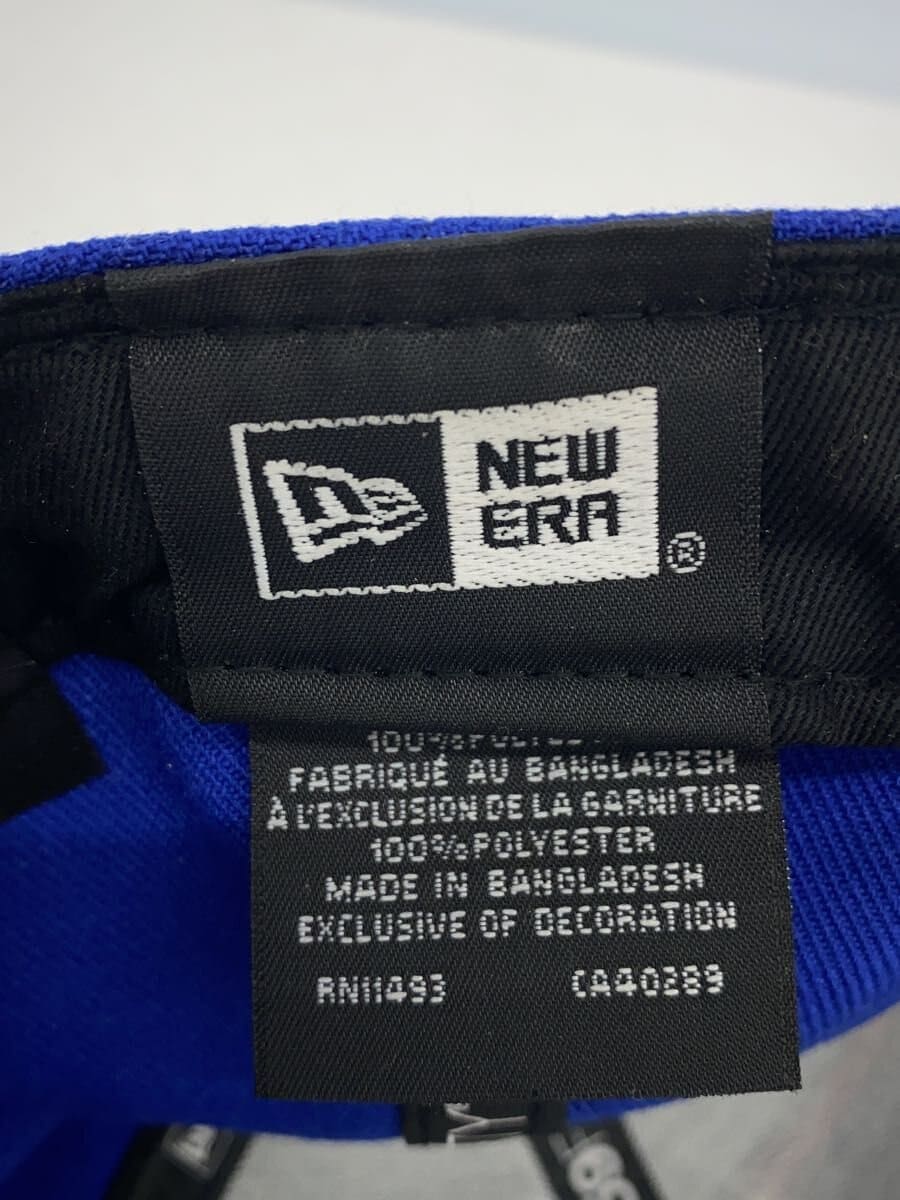 NEW
ERA
®
FABRIQUÉ AU BANGLADESH
À L'EXCLUSION DE LA GARNITURE
100%POLYESTER
MADE IN BANGLADESH
EXCLUSIVE OF DECORATION
RN11493 CA40289